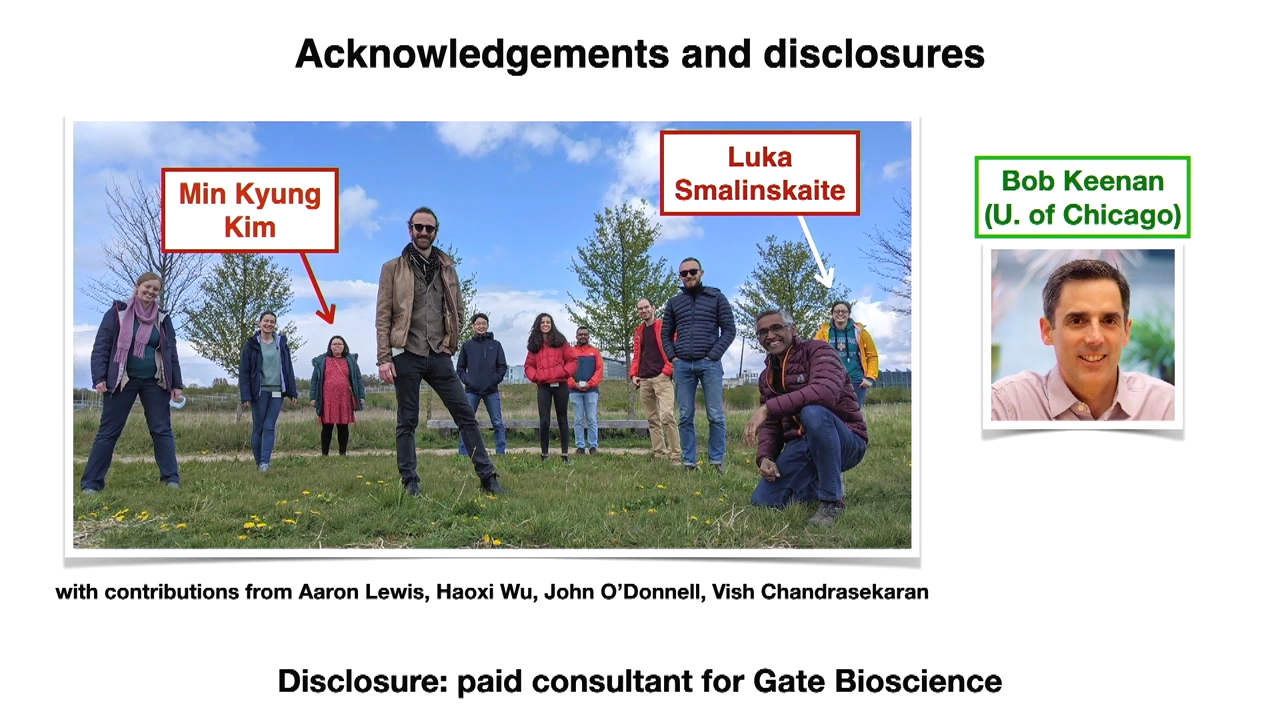 Acknowledgements and disclosures
Min Kyung
Kim
Luka
Smalinskaite
Bob Keenan
(U. of Chicago)
with contributions from Aaron Lewis, Haoxi Wu, John O’Donnell, Vish Chandrasekaran
Disclosure: paid consultant for Gate Bioscience